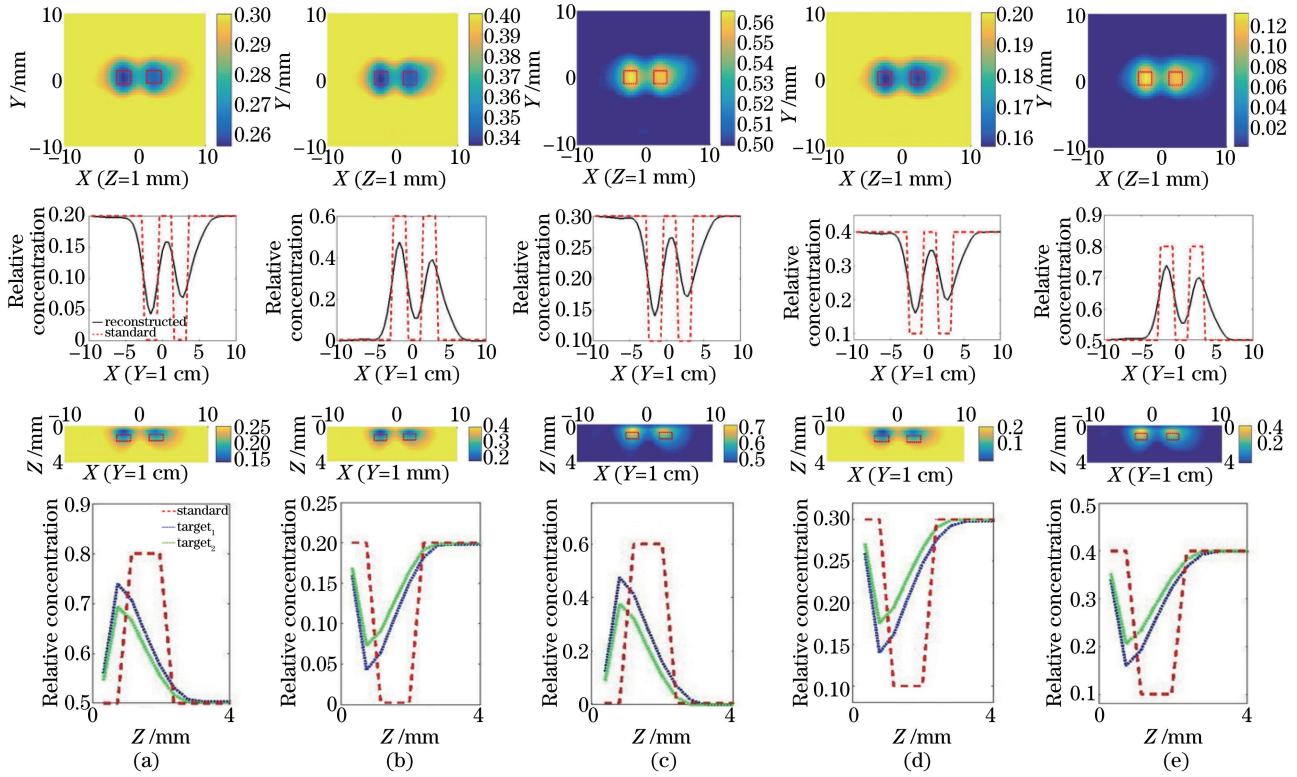 10 0.30 10 0.40 10 0.56 10 0.20 10 0.12
0.29 0.39 0.55 0.19 0.10
0.28 0.38 0.54 0.18 0.08
Y /mm 0 0.27 Y /mm 0 0.37 0 0.53 Y /mm 0 0.17 0 0.06
0.36 0.52 0.04
0.35 0.51 0.02
0.26 0.34 0.50 0.16
-10 -10 -10 -10 -10
-10 0 10 -10 0 10 -10 0 10 -10 0 10 -10 0 10
X (Z=1 mm) X (Z=1 mm) X (Z=1 mm) X (Z=1 mm) X (Z=1 mm)
Relative concentration
0.20
0.15
0.10
0.05
0
reconstructed
standard
-10 -5 0 5 10
X (Y=1 cm)
Relative concentration
0.6
0.4
0.2
0
-10 -5 0 5 10
X (Y=1 cm)
Relative concentration
0.30
0.25
0.20
0.15
0.10
-10 -5 0 5 10
X (Y=1 cm)
Relative concentration
0.4
0.3
0.2
0.1
-10 -5 0 5 10
X (Y=1 cm)
Relative concentration
0.9
0.8
0.7
0.6
0.5
-10 -5 0 5 10
X (Y=1 cm)
-10 0 10
Z /mm 0 4
0.25
0.20
0.15
X (Y=1 cm)
-10 0 10
Z /mm 0 4
0.4
0.3
0.2
X (Y=1 mm)
-10 0 10
Z /mm 0 4
0.7
0.6
0.5
X (Y=1 cm)
-10 0 10
Z /mm 0 4
0.2
0.1
X (Y=1 cm)
-10 0 10
Z /mm 0 4
4
0.4
0.2
0
X (Y=1 cm)
Relative concentration
0.9
0.8
0.7
0.6
0.5
standard
target₁
target₂
0 2 4
Z /mm
(a)
Relative concentration
0.25
0.20
0.15
0.10
0.05
0
0 2 4
Z /mm
(b)
Relative concentration
0.6
0.4
0.2
0
0 2 4
Z /mm
(c)
Relative concentration
0.30
0.25
0.20
0.15
0.10
0 2 4
Z /mm
(d)
Relative concentration
0.5
0.4
0.3
0.2
0.1
0 2 4
Z /mm
(e)